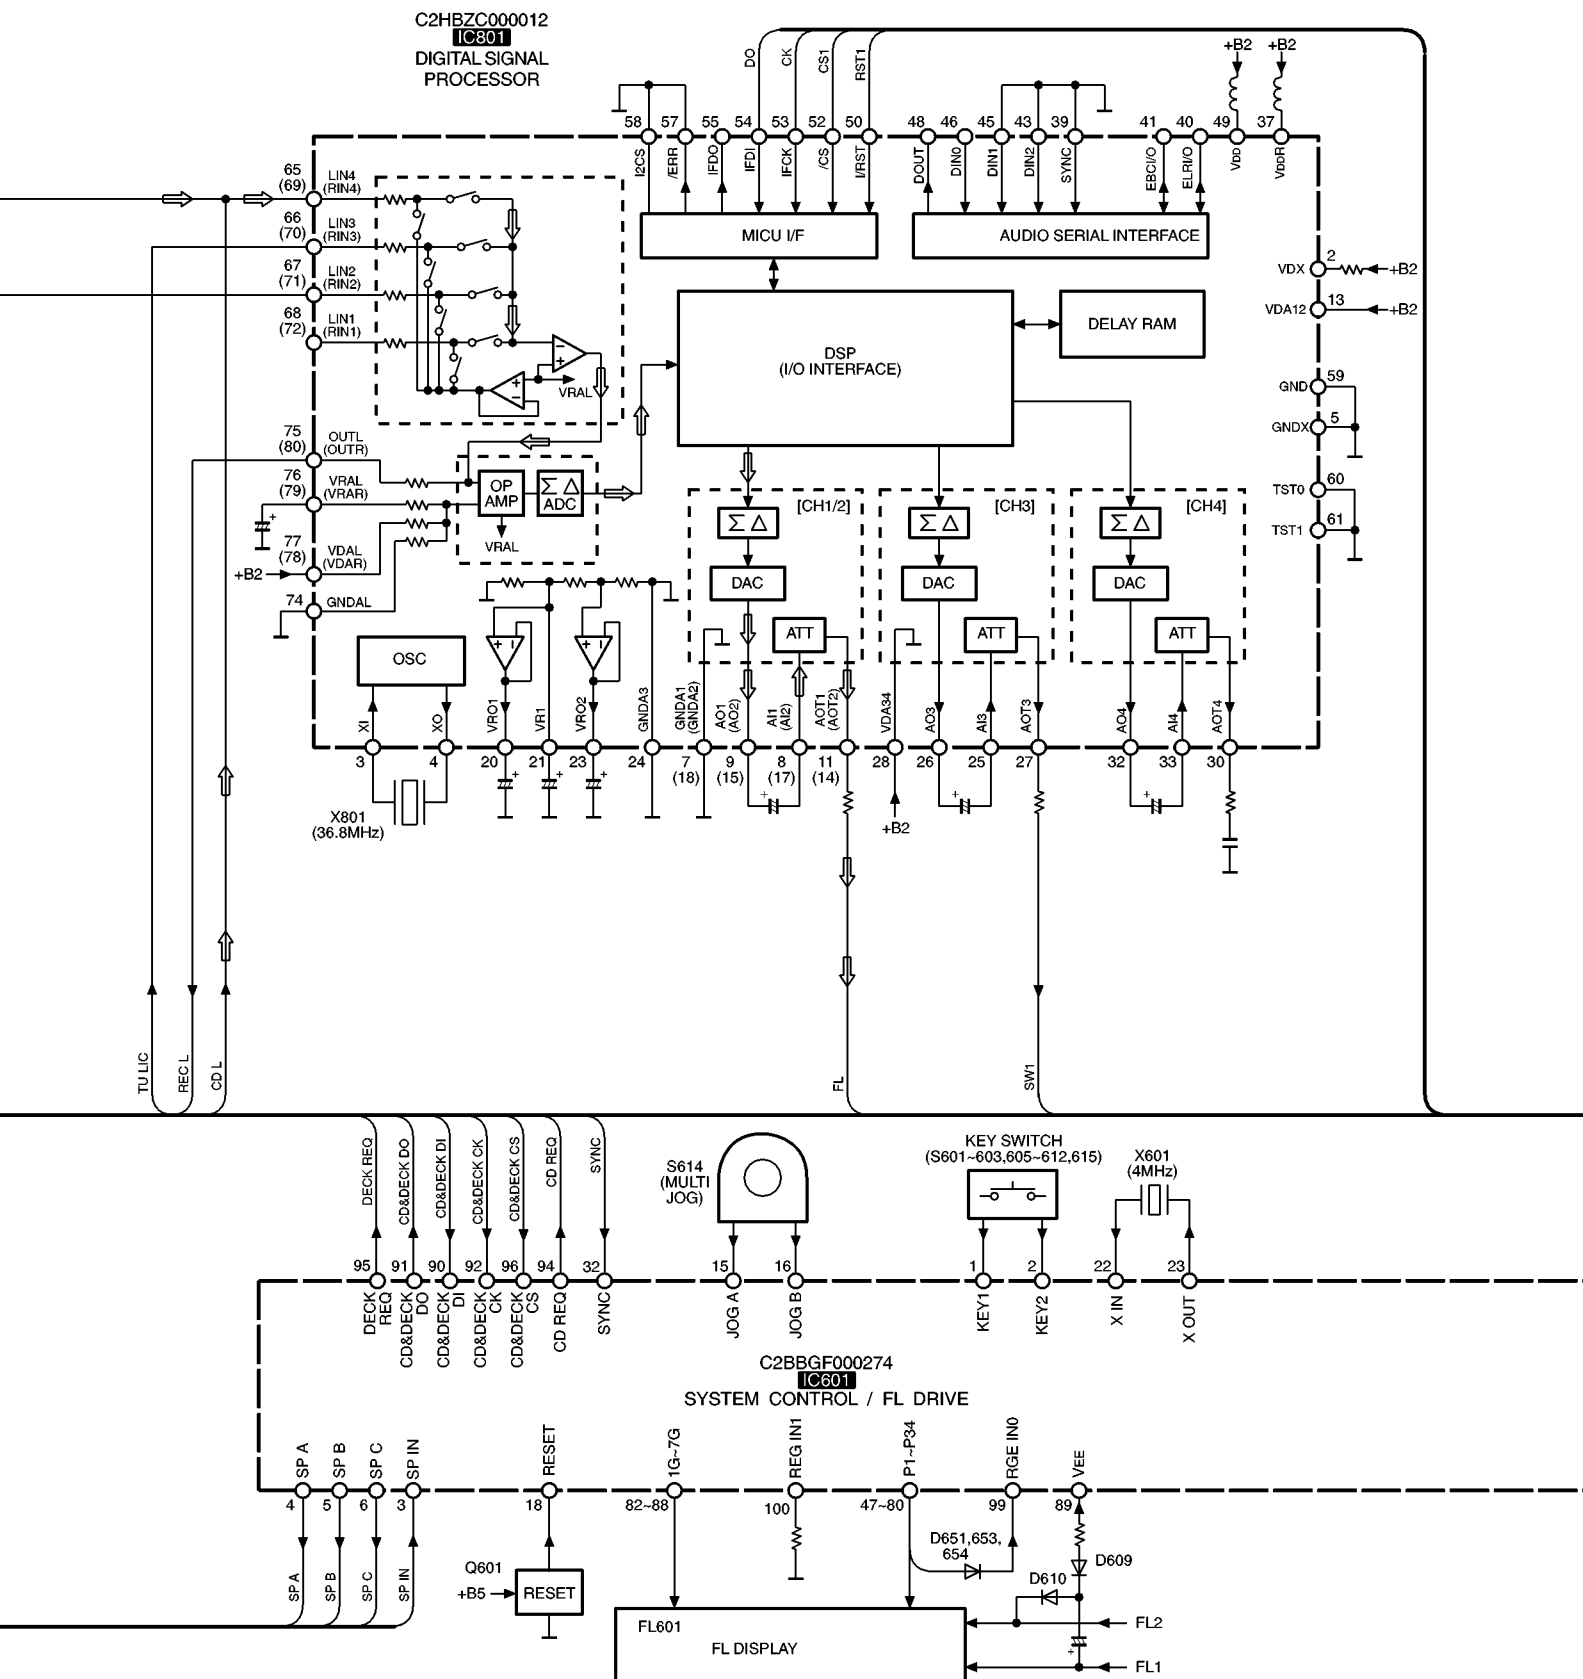 C2HBZC000012
IC801
DIGITAL SIGNAL
PROCESSOR
DO
CK
CS1
RST1
+B2 +B2
58 57 55 54 53 52 50 48 46 45 43 39 41 40 49 37
I2CS
/ERR
IFDO
IFDI
IFCK
/CS
I/RST
DOUT
DIN0
DIN1
DIN2
SYNC
EBCI/O
ELRI/O
VDD
VDDR
65
(69)
LIN4
(RIN4)
66
(70)
LIN3
(RIN3)
67
(71)
LIN2
(RIN2)
68
(72)
LIN1
(RIN1)
MICU I/F
AUDIO SERIAL INTERFACE
VDX 2 +B2
VDA12 13 +B2
DSP
(I/O INTERFACE)
DELAY RAM
+
−
−
+
VRAL
GND 59
GNDX 5
TST0 60
TST1 61
75
(80)
OUTL
(OUTR)
76
(79)
VRAL
(VRAR)
+
77
(78)
VDAL
(VDAR)
+B2
74 GNDAL
OP
AMP
Σ Δ
ADC
VRAL
[CH1/2]
Σ Δ
DAC
ATT
[CH3]
Σ Δ
DAC
ATT
[CH4]
Σ Δ
DAC
ATT
OSC
+ −
+ −
XI
XO
VRO1
VR1
VRO2
GNDA3
GNDA1
(GNDA2)
AO1
(AO2)
AI1
(AI2)
AOT1
(AOT2)
VDA34
AO3
AI3
AOT3
AO4
AI4
AOT4
3 4 20 21 23 24 7 9 8 11 28 26 25 27 32 33 30
(18) (15) (17) (14)
+ + +
+ + +
X801
(36.8MHz)
+B2
TU LIC
REC L
CD L
FL
SW1
DECK REQ
CD&DECK DO
CD&DECK DI
CD&DECK CK
CD&DECK CS
CD REQ
SYNC
S614
(MULTI
JOG)
KEY SWITCH
(S601~603,605~612,615)
X601
(4MHz)
95 91 90 92 96 94 32 15 16 1 2 22 23
DECK
REQ
CD&DECK
DO
CD&DECK
DI
CD&DECK
CK
CD&DECK
CS
CD REQ
SYNC
JOG A
JOG B
KEY1
KEY2
X IN
X OUT
C2BBGF000274
IC601
SYSTEM CONTROL / FL DRIVE
SP A
SP B
SP C
SP IN
RESET
1G~7G
REG IN1
P1~P34
RGE IN0
VEE
4 5 6 3 18 82~88 100 47~80 99 89
SP A
SP B
SP C
SP IN
Q601
+B5
RESET
D651,653,
654
D609
D610
FL601
FL DISPLAY
FL2
+
FL1